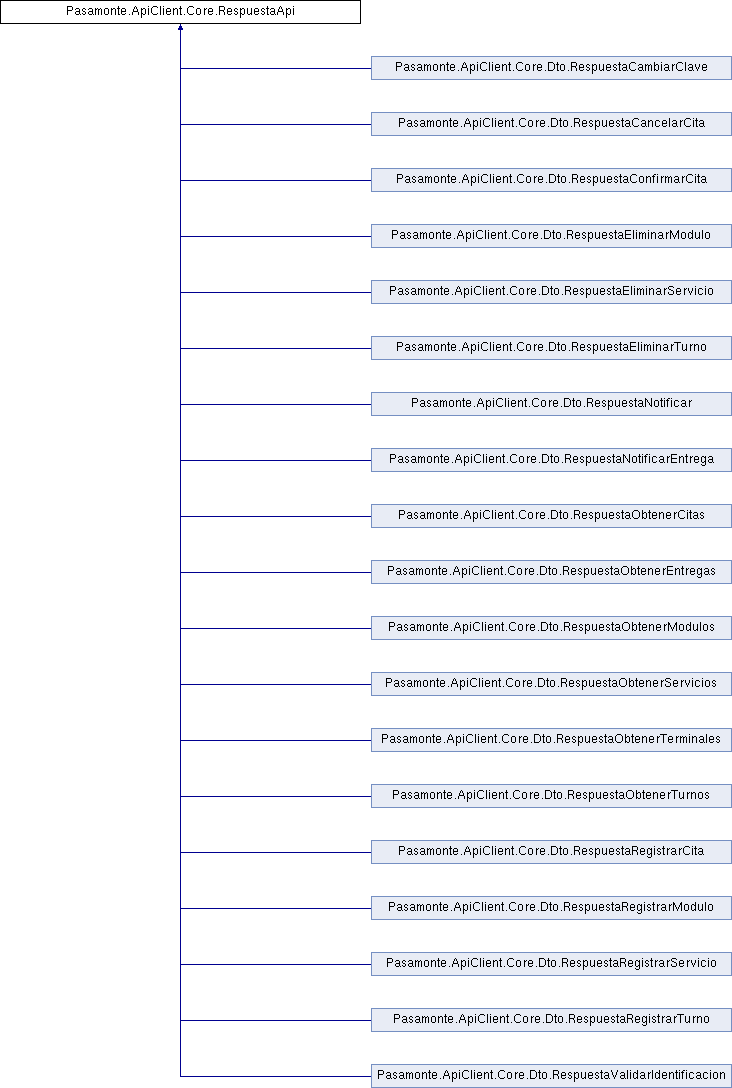 Pasamonte.ApiClient.Core.RespuestaApi
Pasamonte.ApiClient.Core.Dto.RespuestaCambiarClave
Pasamonte.ApiClient.Core.Dto.RespuestaCancelarCita
Pasamonte.ApiClient.Core.Dto.RespuestaConfirmarCita
Pasamonte.ApiClient.Core.Dto.RespuestaEliminarModulo
Pasamonte.ApiClient.Core.Dto.RespuestaEliminarServicio
Pasamonte.ApiClient.Core.Dto.RespuestaEliminarTurno
Pasamonte.ApiClient.Core.Dto.RespuestaNotificar
Pasamonte.ApiClient.Core.Dto.RespuestaNotificarEntrega
Pasamonte.ApiClient.Core.Dto.RespuestaObtenerCitas
Pasamonte.ApiClient.Core.Dto.RespuestaObtenerEntregas
Pasamonte.ApiClient.Core.Dto.RespuestaObtenerModulos
Pasamonte.ApiClient.Core.Dto.RespuestaObtenerServicios
Pasamonte.ApiClient.Core.Dto.RespuestaObtenerTerminales
Pasamonte.ApiClient.Core.Dto.RespuestaObtenerTurnos
Pasamonte.ApiClient.Core.Dto.RespuestaRegistrarCita
Pasamonte.ApiClient.Core.Dto.RespuestaRegistrarModulo
Pasamonte.ApiClient.Core.Dto.RespuestaRegistrarServicio
Pasamonte.ApiClient.Core.Dto.RespuestaRegistrarTurno
Pasamonte.ApiClient.Core.Dto.RespuestaValidarIdentificacion